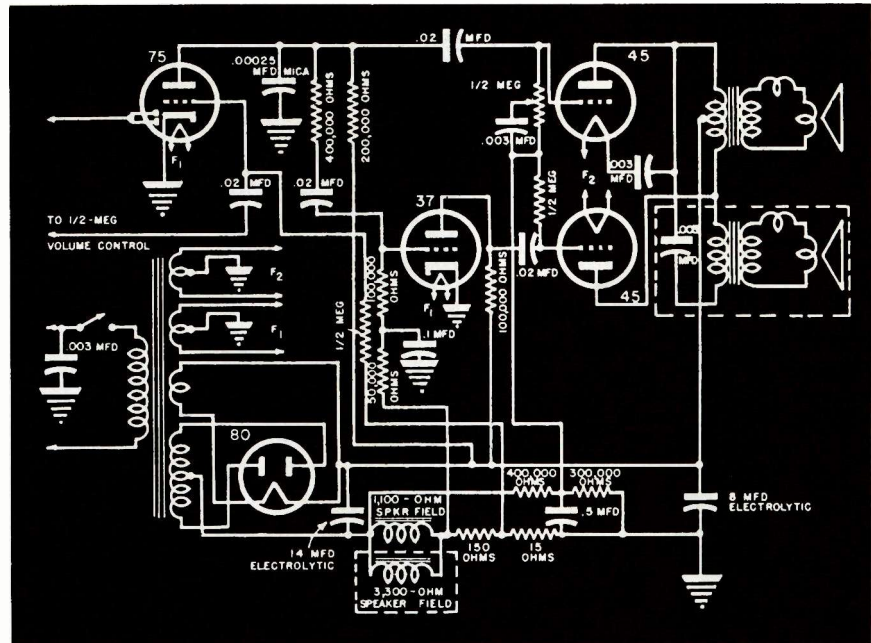 75
.00025
MFD MICA
400,000 OHMS
200,000 OHMS
.02 MFD
45
1/2 MEG
.003 MFD
F1
.02
MFD
.02
MFD
37
F2
.003
MFD
1/2 MEG
.02 MFD
45
.005
MFD
TO 1/2-MEG
VOLUME CONTROL
F2
F1
.003 MFD
100,000
OHMS
1/2 MEG
50,000
OHMS
.1 MFD
F1
100,000
OHMS
80
400,000
OHMS
300,000
OHMS
1,100-OHM
SPKR FIELD
.5 MFD
8 MFD
ELECTROLYTIC
14 MFD
ELECTROLYTIC
150
OHMS
15
OHMS
3,300-OHM
SPEAKER FIELD